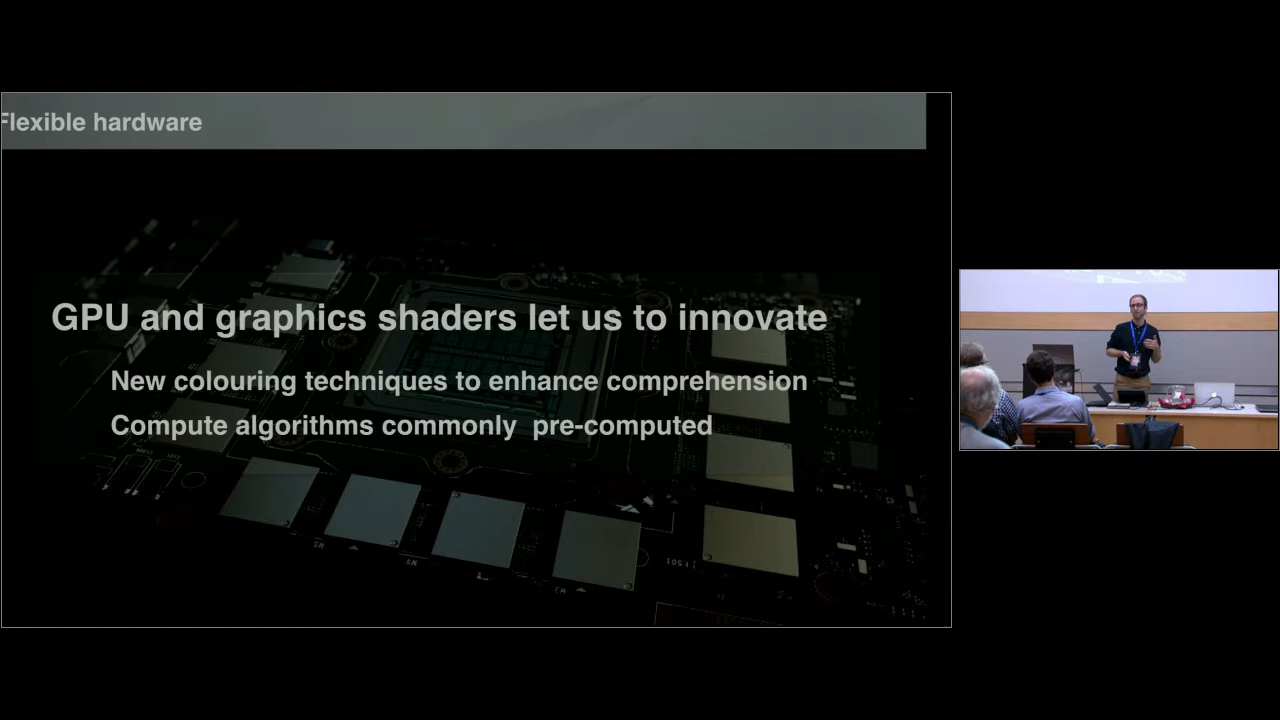 Flexible hardware
GPU and graphics shaders let us to innovate
New colouring techniques to enhance comprehension
Compute algorithms commonly  pre-computed